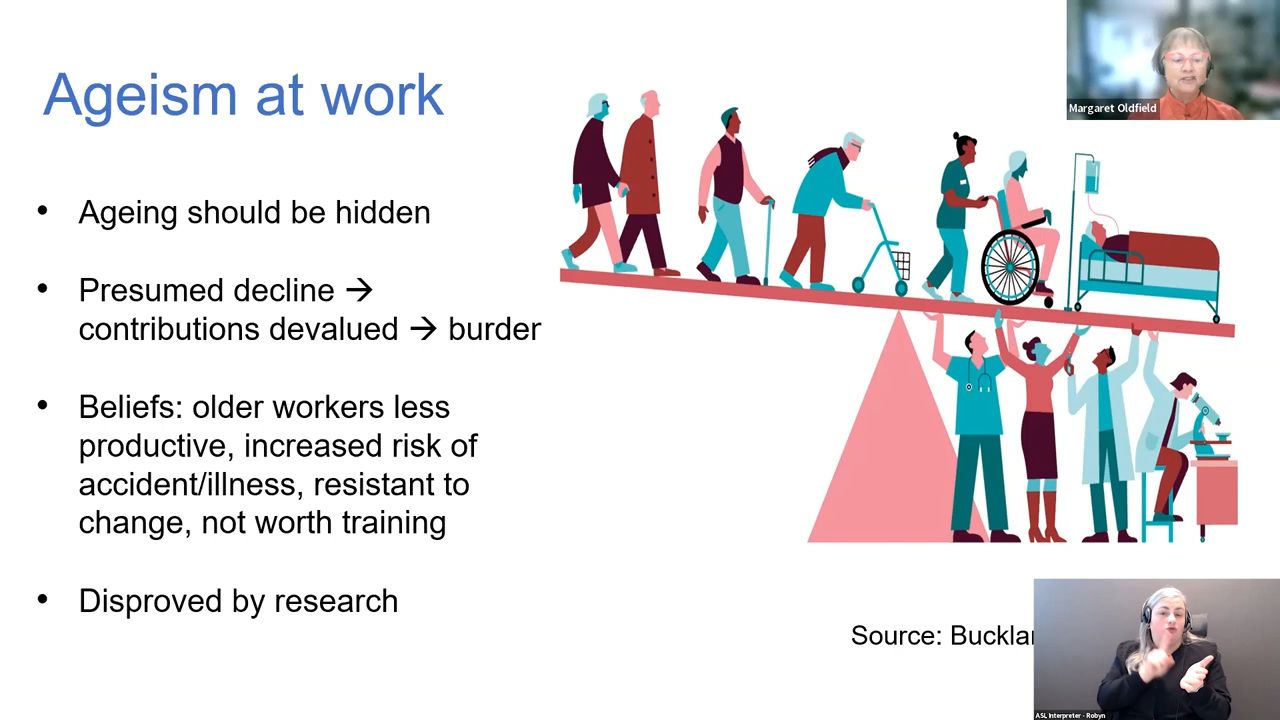 Ageism at work
Margaret Oldfield
• Ageing should be hidden
• Presumed decline →
contributions devalued → burder
• Beliefs: older workers less
productive, increased risk of
accident/illness, resistant to
change, not worth training
• Disproved by research
Source: Bucklar
ASL Interpreter - Robyn